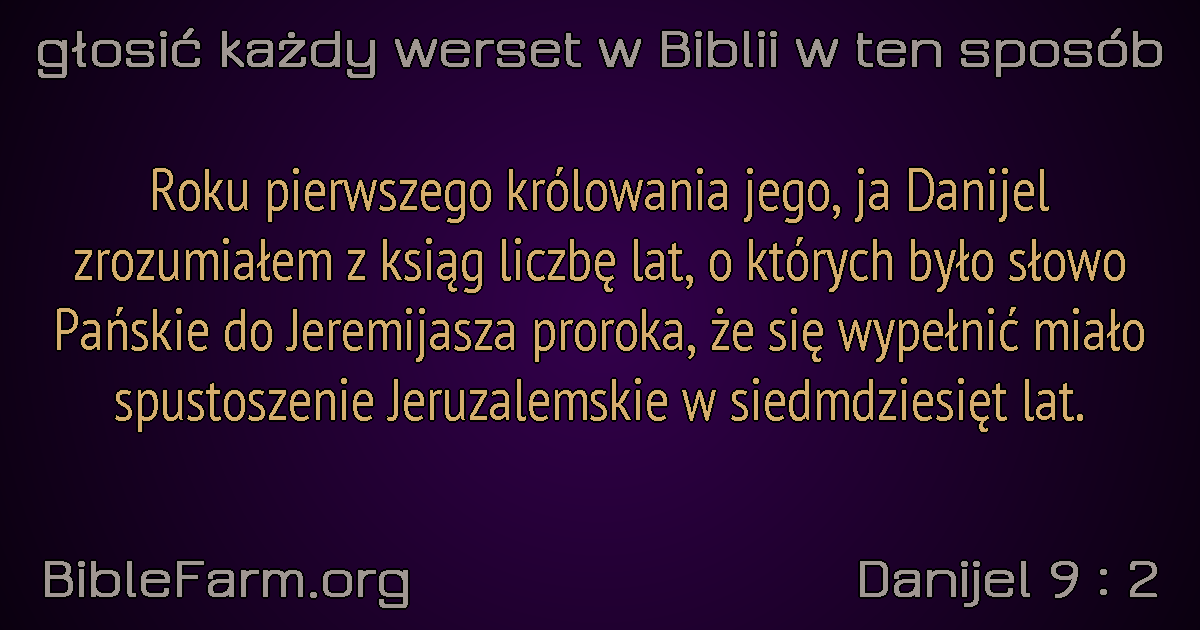 głosić każdy werset w Biblii w ten sposób
Roku pierwszego królowania jego, ja Danijel
zrozumiałem z ksiąg liczbę lat, o których było słowo
Pańskie do Jeremijasza proroka, że się wypełnić miało
spustoszenie Jeruzalemskie w siedmdziesięt lat.
BibleFarm.org
Danijel 9 : 2